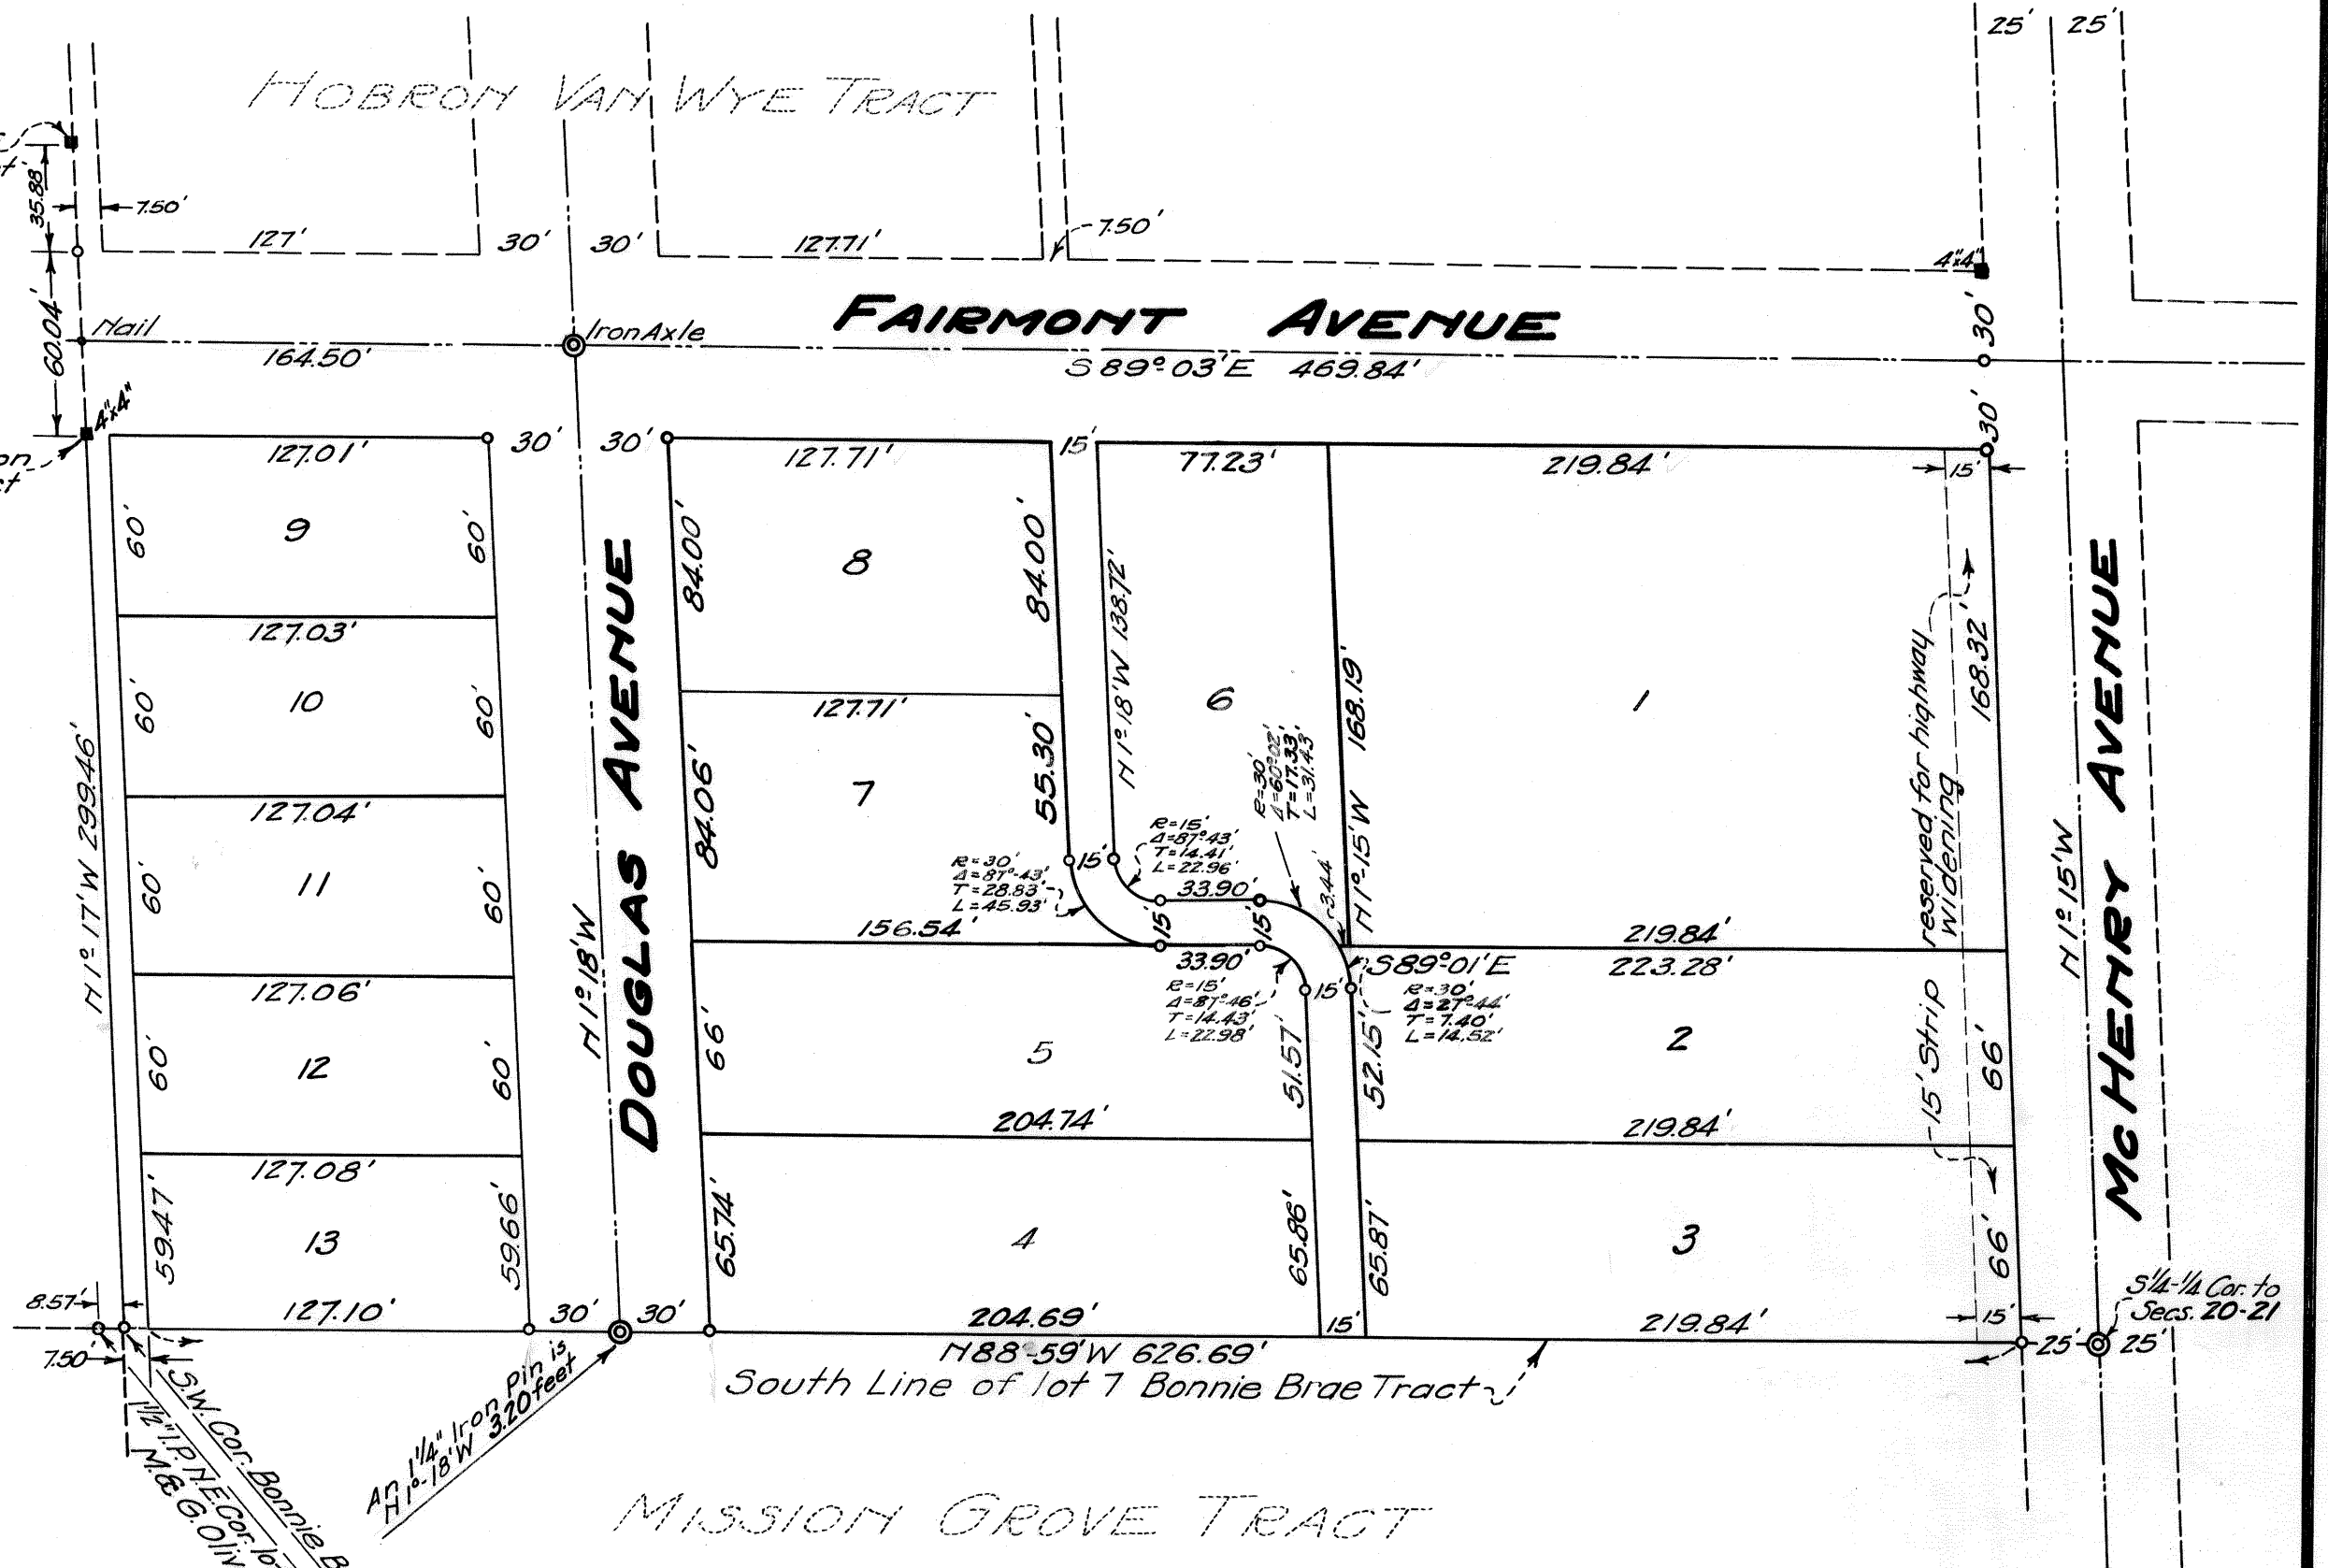 25' 25'
HOBRON VAN WYE TRACT
35.88'
7.50'
127' 30' 30' 127.71' 7.50'
4"x4"
60.04'
Nail
Iron Axle
FAIRMONT AVENUE
30'
164.50'
S 89°03'E 469.84'
4"x4"
30'
127.01' 30' 30' 127.71' 15' 77.23' 219.84' 15'
60' 9 60'
84.00' 8 84.00'
N 1°-18'W 138.72'
127.03'
60' 10 60'
127.71'
6
1
168.19'
168.32'
N 1°-17'W 299.46'
84.06' 7 55.30'
R=30'
Δ=60°-02'
T=17.33'
L=31.43'
N 1°-15'W
reserved for highway
widening
15' Strip
127.04'
60' 11 60'
N 1°-18'W
DOUGLAS AVENUE
R=15'
Δ=87°-43'
T=14.41'
L=22.96'
R=30'
Δ=87°-43'
T=28.83'
L=45.93'
15'
33.90'
15' 15'
3.44'
156.54'
219.84'
33.90'
S89°01'E 223.28'
N 1°15'W
MCHENRY AVENUE
127.06'
60' 12 60'
R=15'
Δ=87°-46'
T=14.43'
L=22.98'
15'
R=30'
Δ=27°-44'
T=7.40'
L=14.52'
66' 5 51.57' 52.15' 2 66'
204.74' 219.84'
127.08'
59.47' 13 59.66'
65.74' 4 65.86' 65.87' 3 66'
S1/4-1/4 Cor. to
Secs. 20-21
8.57'
127.10' 30' 30' 204.69' 15' 219.84' 15' 25' 25'
7.50'
N88°-59'W 626.69'
South Line of lot 7 Bonnie Brae Tract
An 1 1/4" Iron Pin is
N 1°-18'W 3.20 feet
S.W. Cor. Bonnie
1 1/2" I.P. N.E. Cor.
M. & G.
MISSION GROVE TRACT